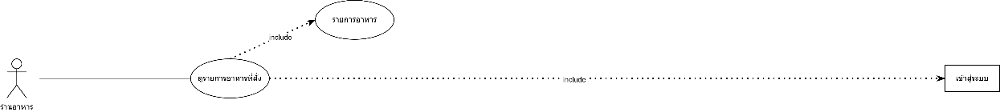 รายการอาหาร
include
ดูรายการอาหารที่สั่ง
include
เข้าสู่ระบบ
ร้านอาหาร